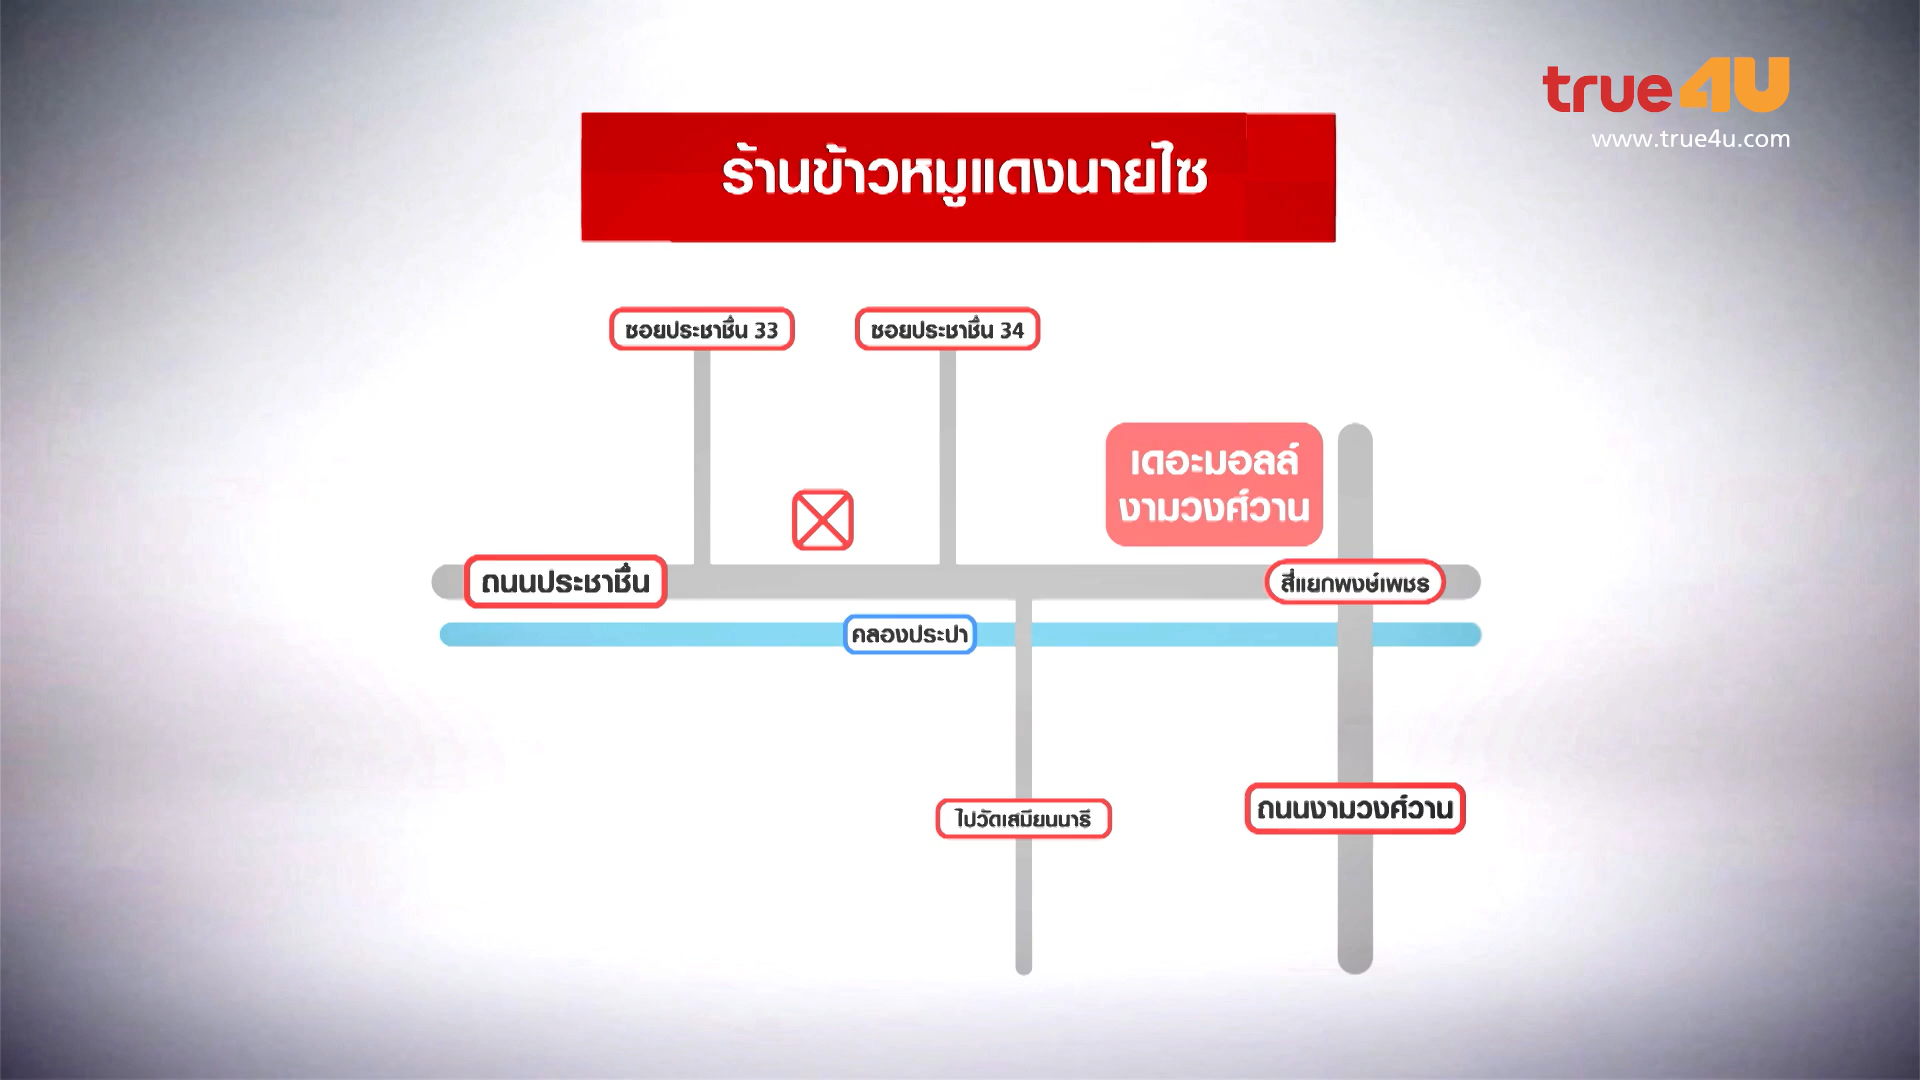 true4U
www.true4u.com
ร้านข้าวหมูแดงนายไซ
ซอยประชาชื่น 33
ซอยประชาชื่น 34
เดอะมอลล์
งามวงศ์วาน
ถนนประชาชื่น
สี่แยกพงษ์เพชร
คลองประปา
ไปวัดเสมียนนารี
ถนนงามวงศ์วาน